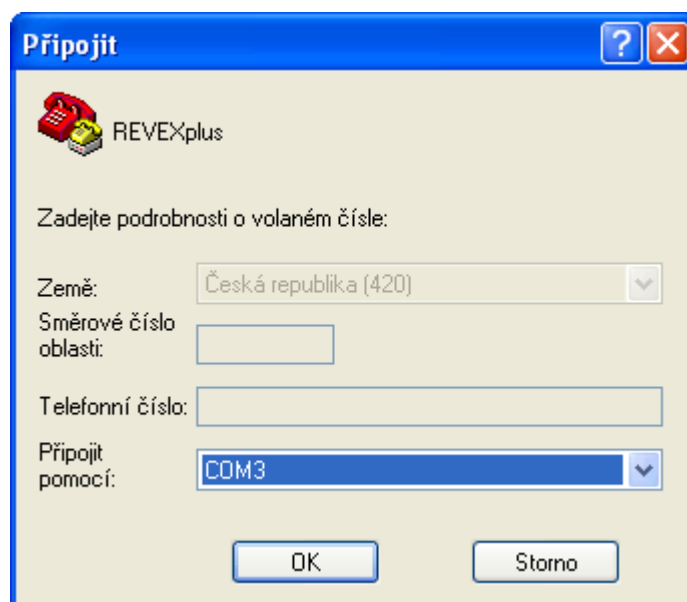 Připojit
REVEXplus
Zadejte podrobnosti o volaném čísle:
Země:
Česká republika (420)
Směrové číslo
oblasti:
Telefonní číslo:
Připojit
pomocí:
COM3
OK
Storno